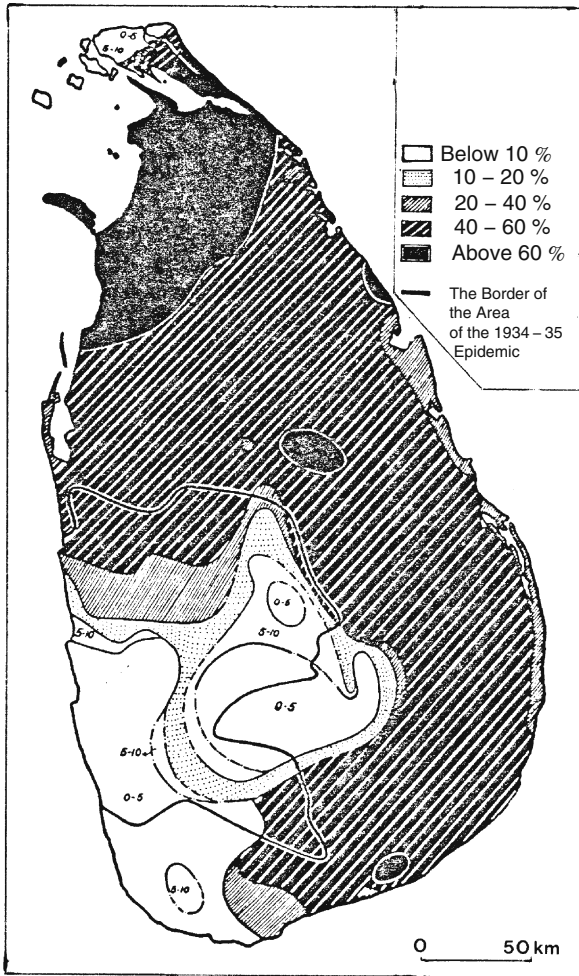 0-5
5-10
Below 10 %
10 – 20 %
20 – 40 %
40 – 60 %
Above 60 %
The Border of
the Area
of the 1934 – 35
Epidemic
0-5
5-10
5-10
0-5
5-10
0-5
5-10
0 50 km